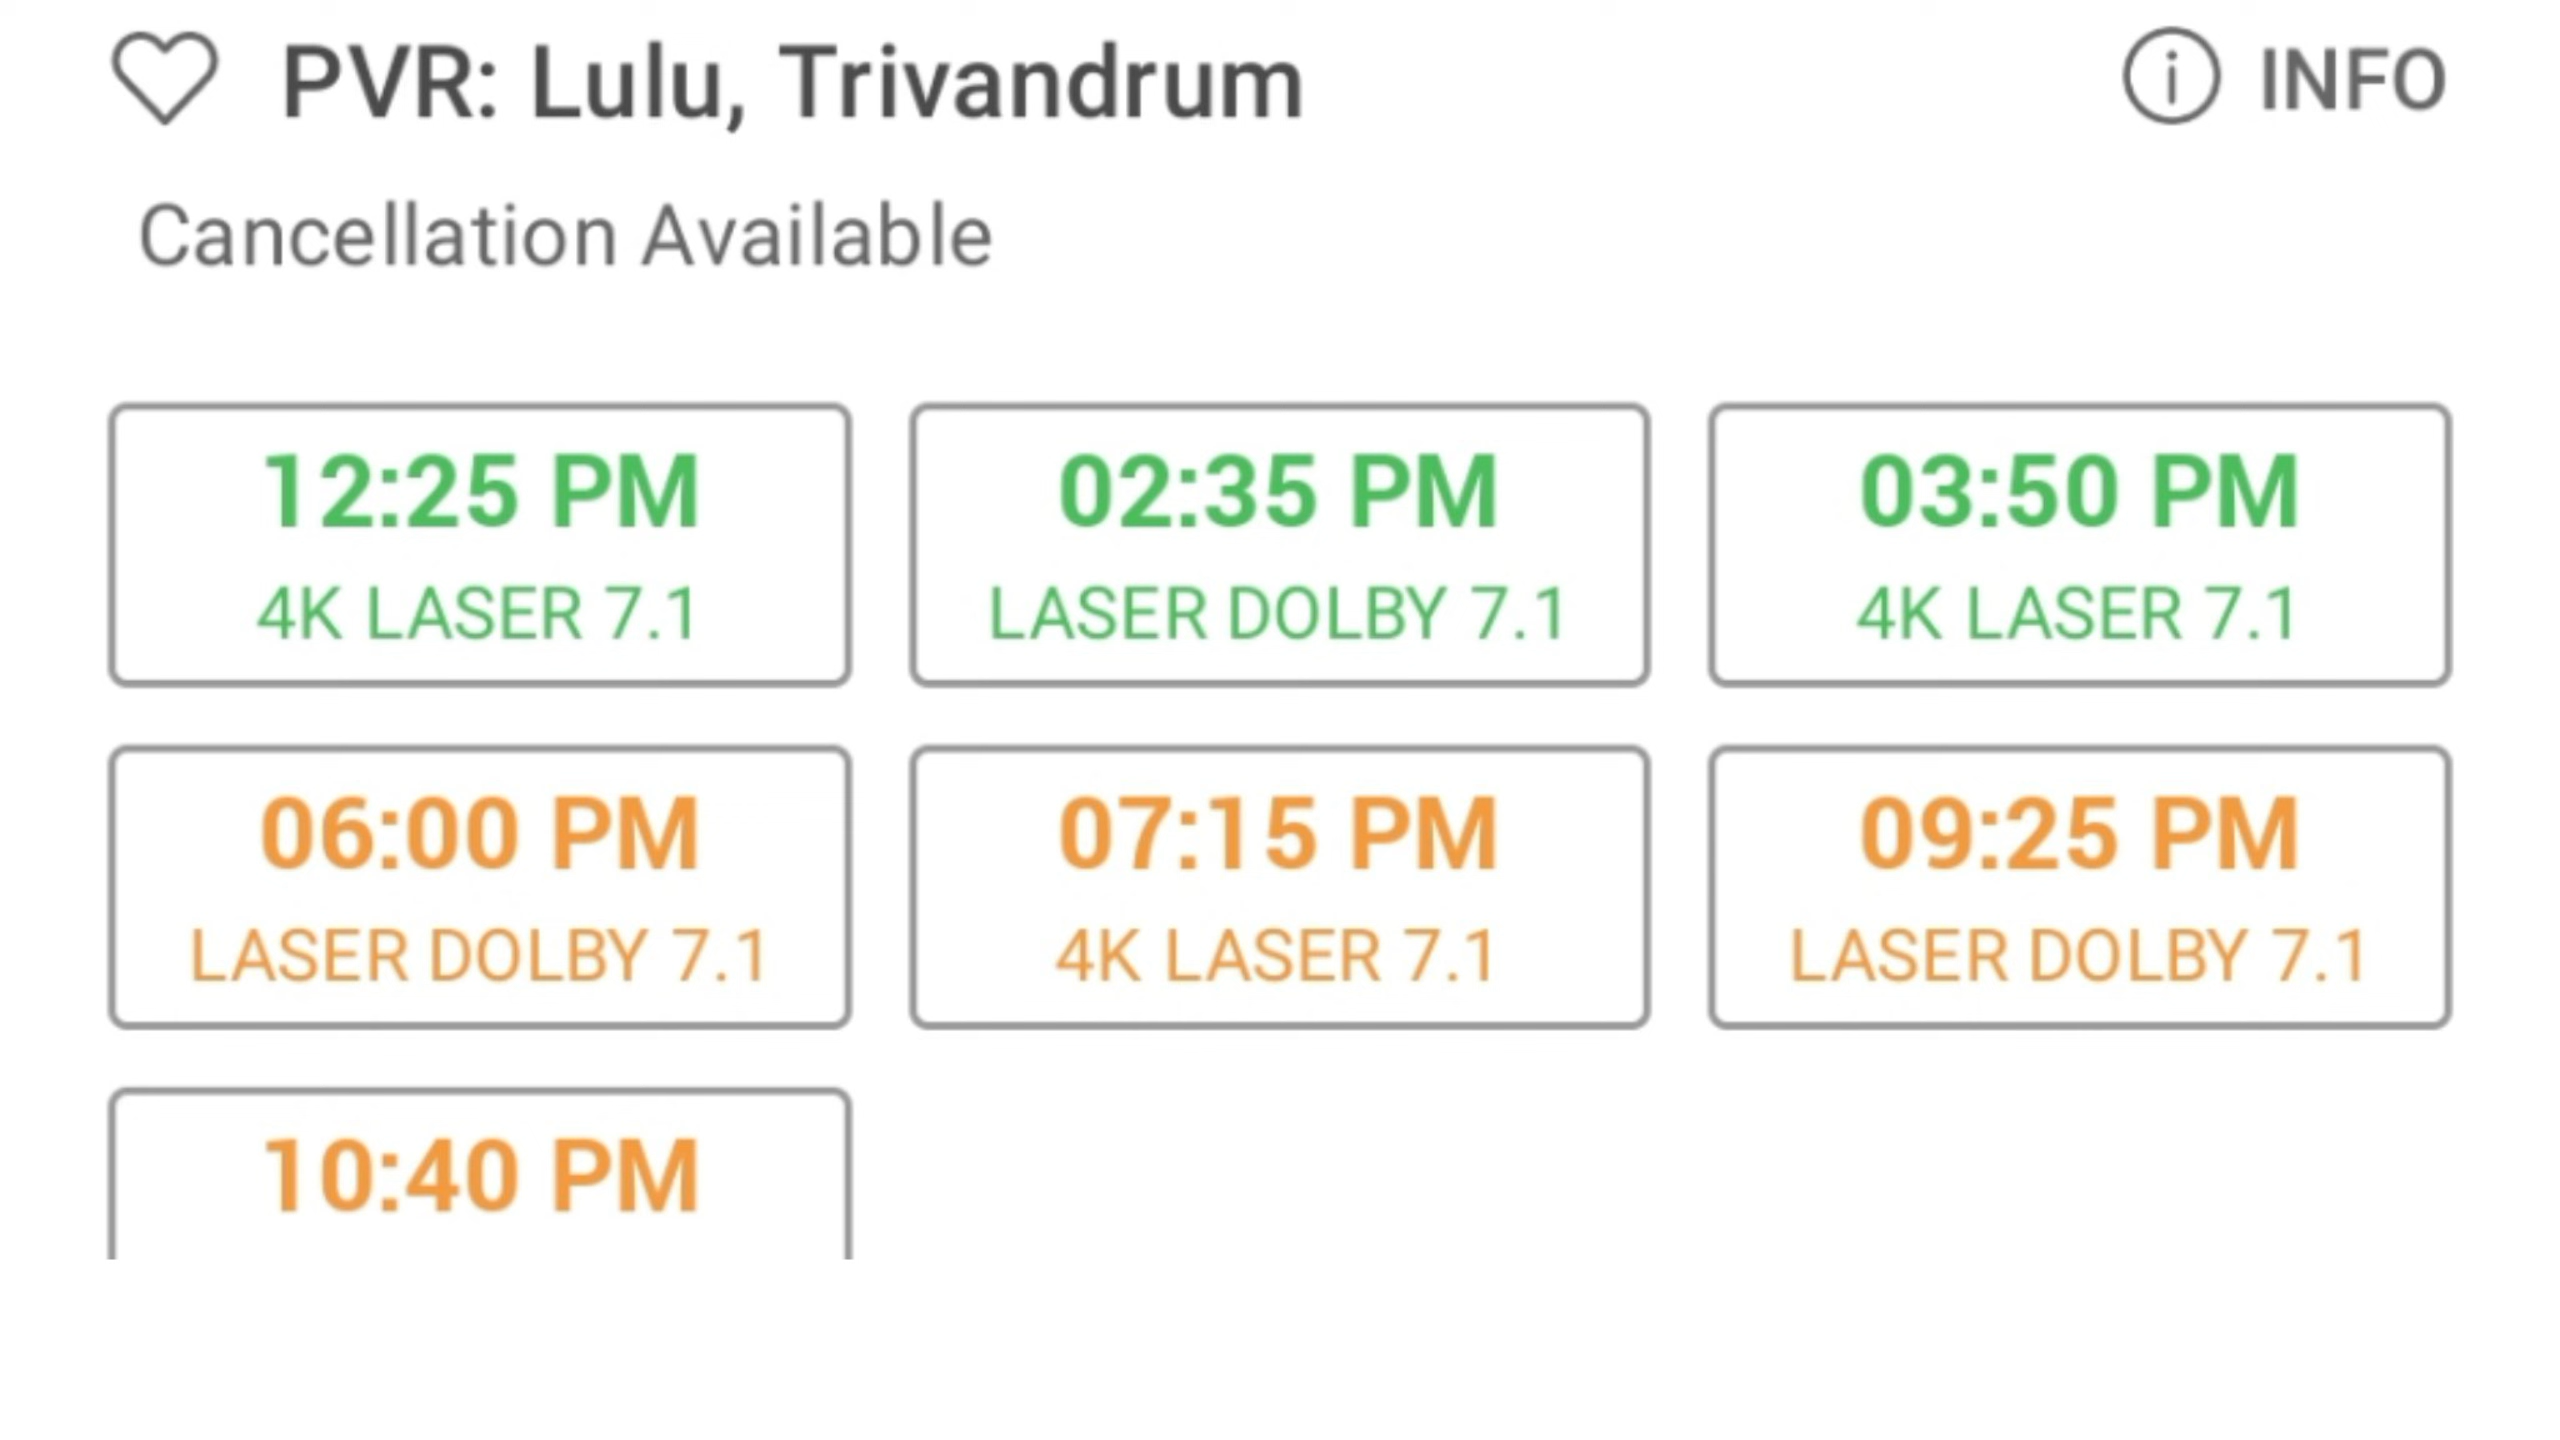 PVR: Lulu, Trivandrum
INFO
Cancellation Available
12:25 PM
4K LASER 7.1
02:35 PM
LASER DOLBY 7.1
03:50 PM
4K LASER 7.1
06:00 PM
LASER DOLBY 7.1
07:15 PM
4K LASER 7.1
09:25 PM
LASER DOLBY 7.1
10:40 PM